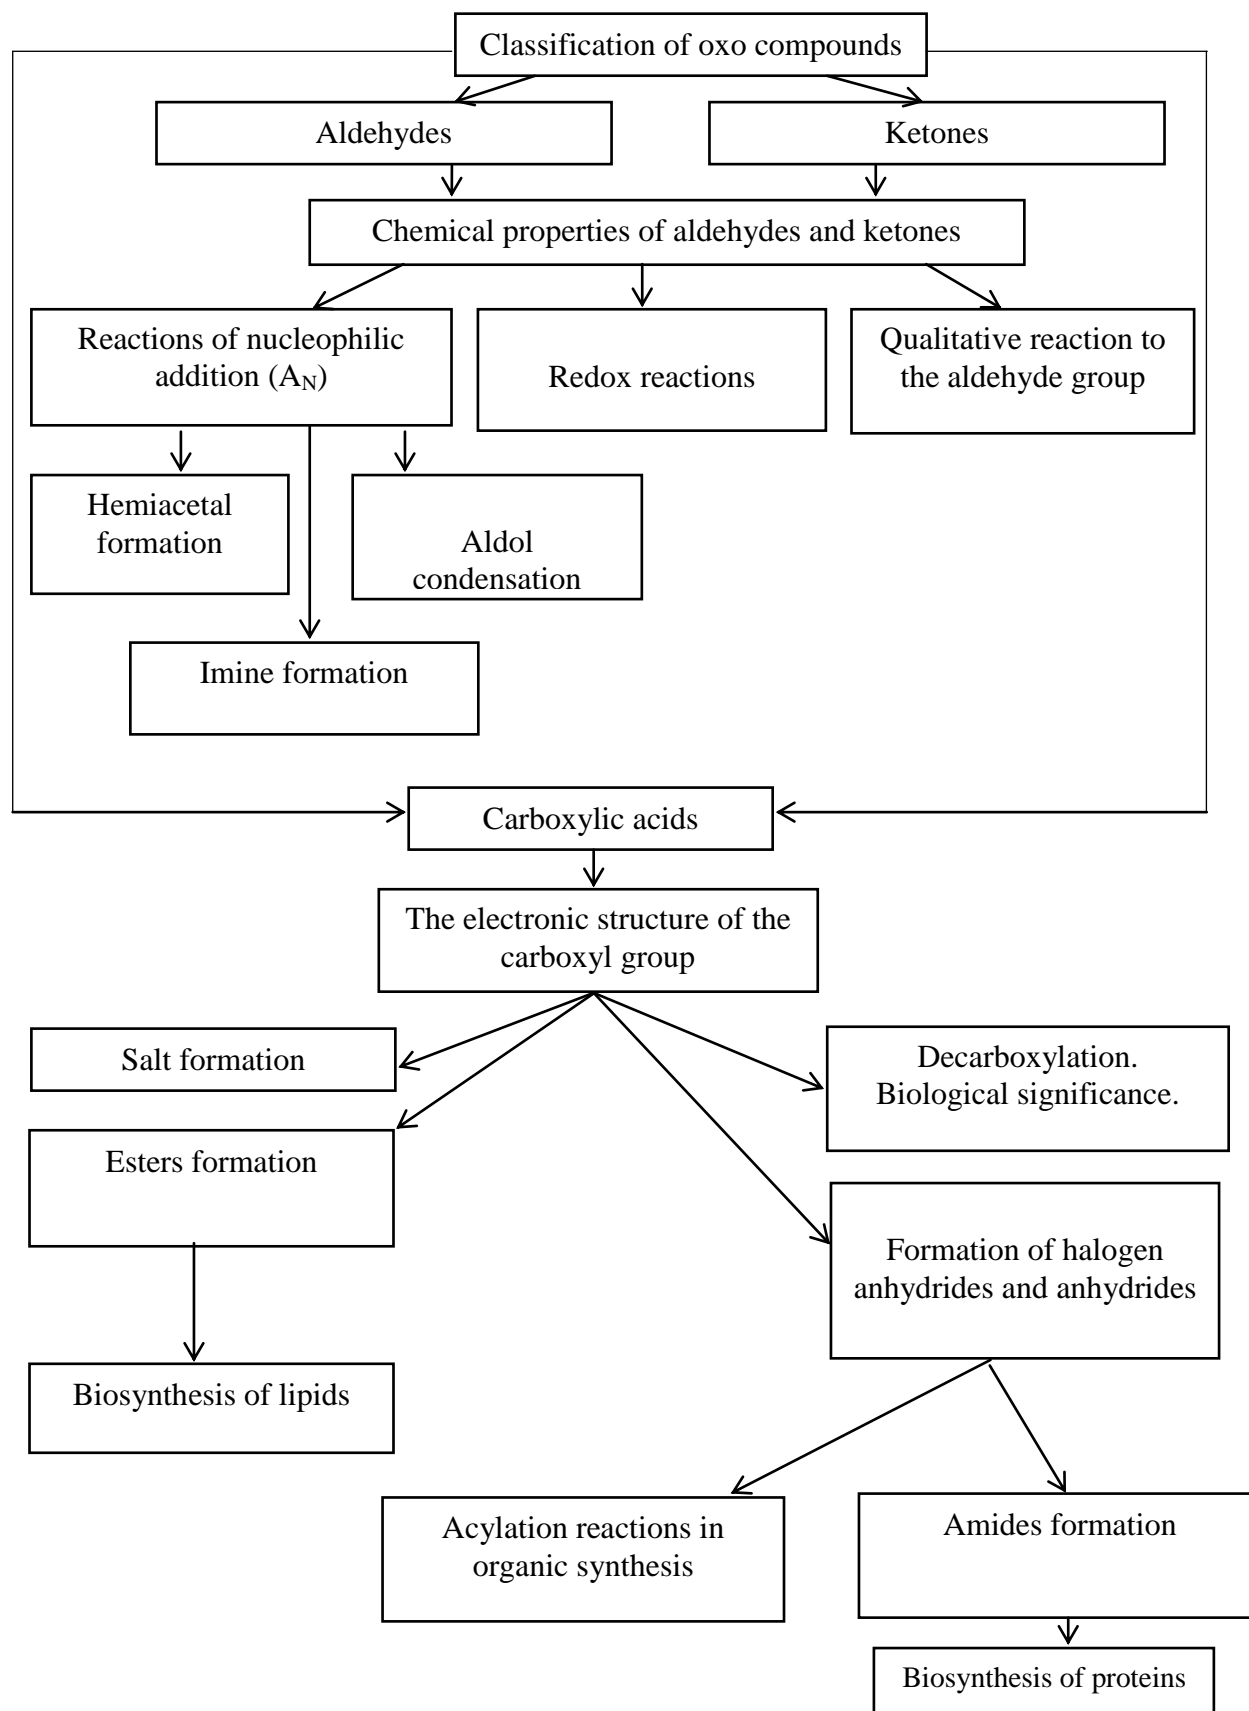 Classification of oxo compounds
Aldehydes
Ketones
Chemical properties of aldehydes and ketones
Reactions of nucleophilic
addition (AN)
Redox reactions
Qualitative reaction to
the aldehyde group
Hemiacetal
formation
Aldol
condensation
Imine formation
Carboxylic acids
The electronic structure of the
carboxyl group
Salt formation
Decarboxylation.
Biological significance.
Esters formation
Formation of halogen
anhydrides and anhydrides
Biosynthesis of lipids
Acylation reactions in
organic synthesis
Amides formation
Biosynthesis of proteins